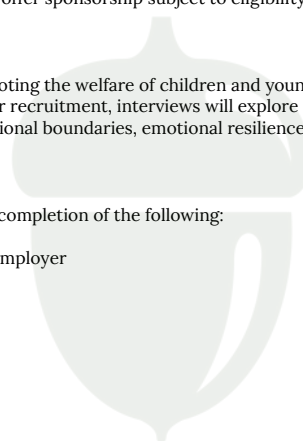 offer sponsorship subject to eligibility
oting the welfare of children and youn
r recruitment, interviews will explore
ional boundaries, emotional resilience
completion of the following:
mployer